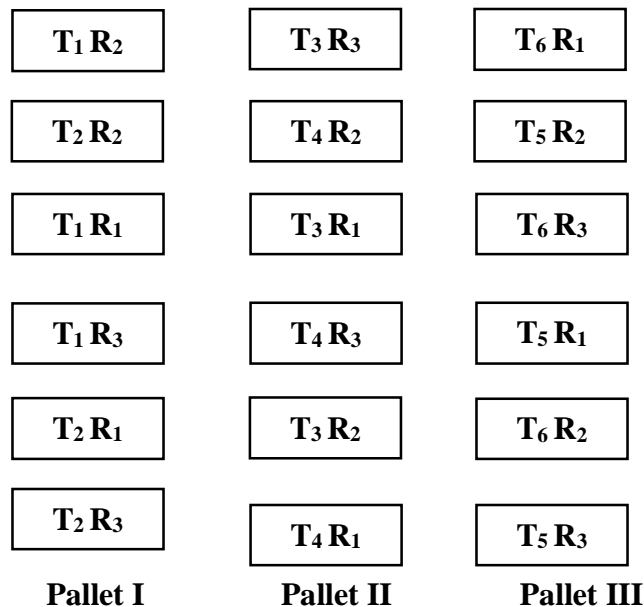 T₁ R₂ T₃ R₃ T₆ R₁
T₂ R₂ T₄ R₂ T₅ R₂
T₁ R₁ T₃ R₁ T₆ R₃
T₁ R₃ T₄ R₃ T₅ R₁
T₂ R₁ T₃ R₂ T₆ R₂
T₂ R₃ T₄ R₁ T₅ R₃
Pallet I Pallet II Pallet III